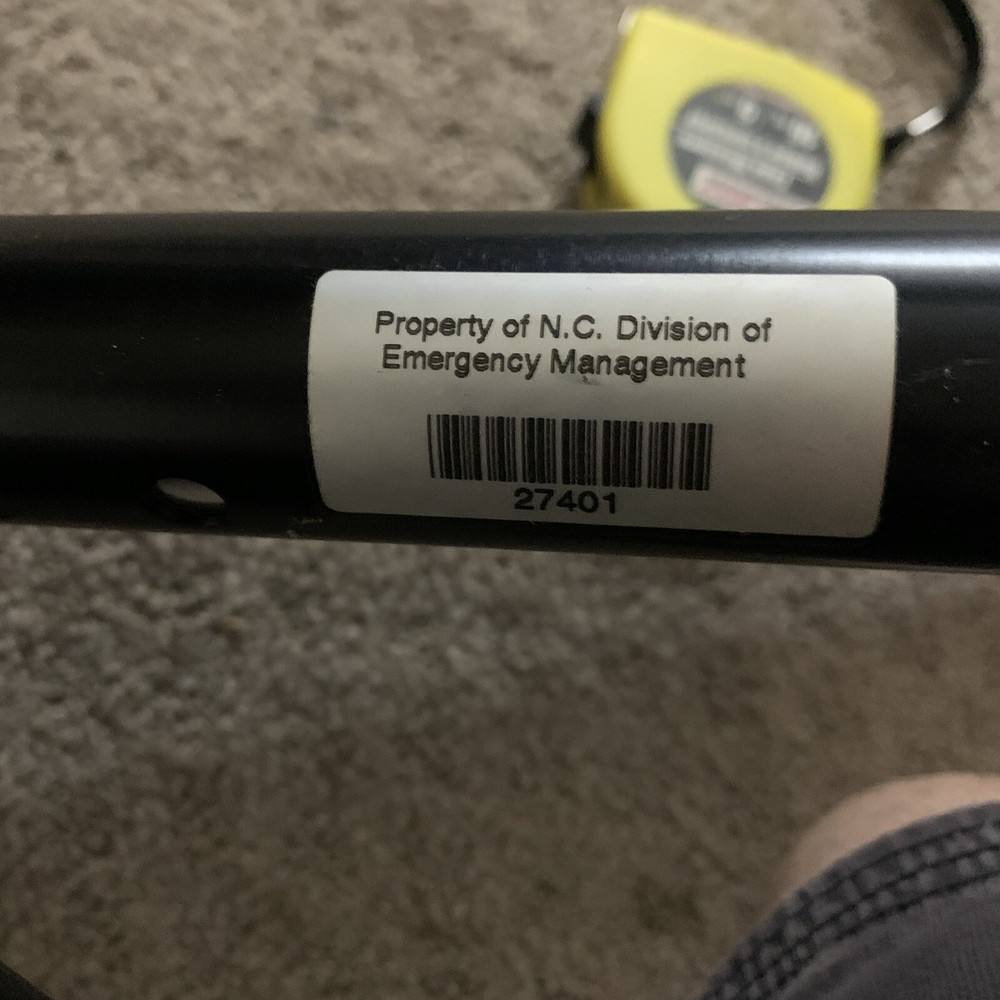 Property of N.C. Division of
Emergency Management
27401